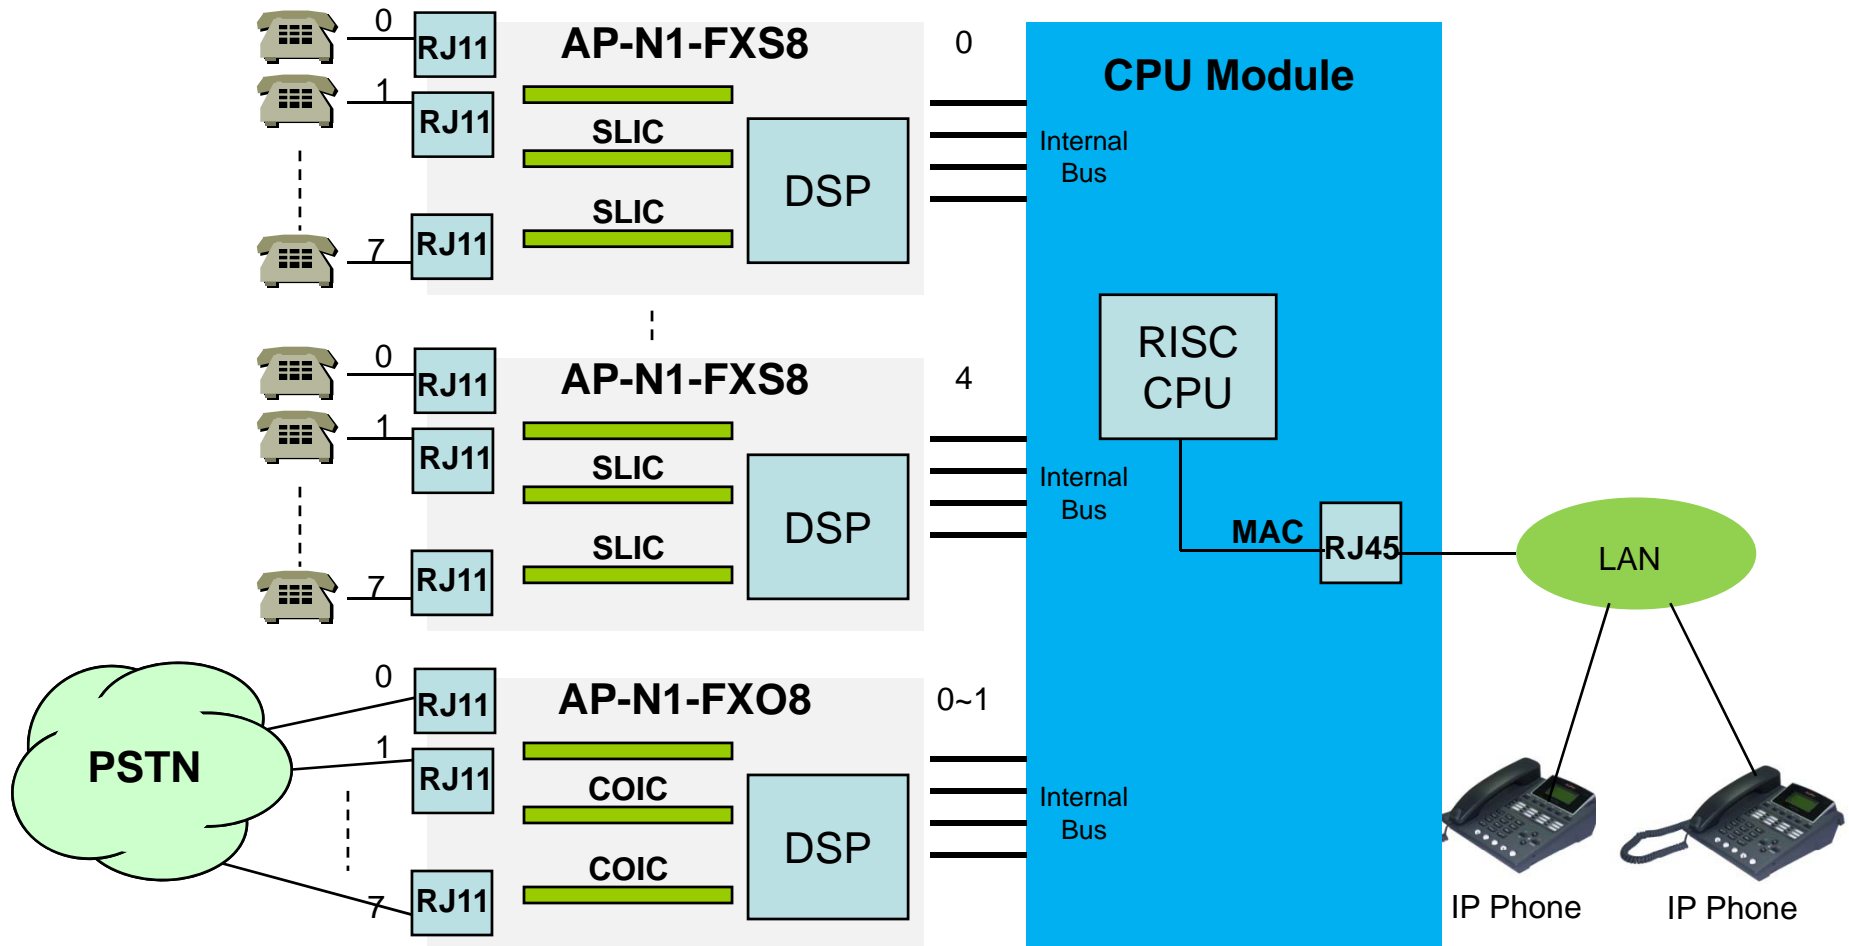 0
RJ11
AP-N1-FXS8
0
CPU Module
1
RJ11
SLIC
Internal
Bus
DSP
SLIC
7
RJ11
0
RJ11
AP-N1-FXS8
4
RISC
CPU
1
RJ11
SLIC
Internal
Bus
DSP
MAC
RJ45
LAN
SLIC
7
RJ11
0
RJ11
AP-N1-FXO8
0~1
PSTN
1
RJ11
COIC
Internal
Bus
DSP
COIC
7
RJ11
IP Phone
IP Phone